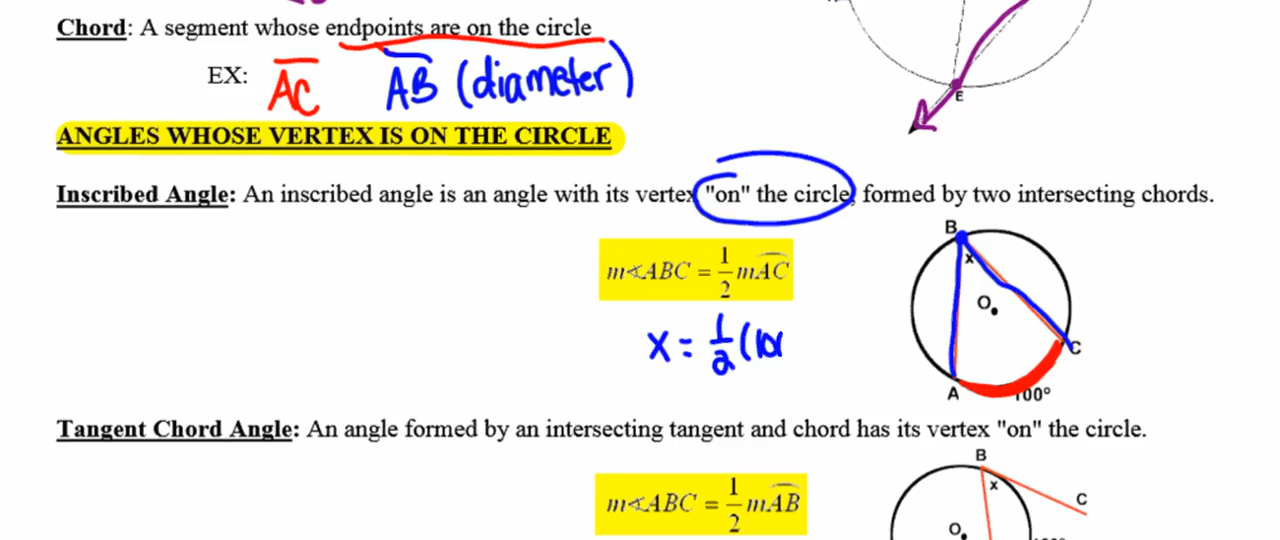 Chord: A segment whose endpoints are on the circle
EX: AC AB (diameter)
E
ANGLES WHOSE VERTEX IS ON THE CIRCLE
Inscribed Angle: An inscribed angle is an angle with its vertex "on" the circle, formed by two intersecting chords.
B
m∢ABC = 1/2 mAC
x
O
x = 1/2 (10
C
A
100°
Tangent Chord Angle: An angle formed by an intersecting tangent and chord has its vertex "on" the circle.
B
m∢ABC = 1/2 mAB
x
C
O